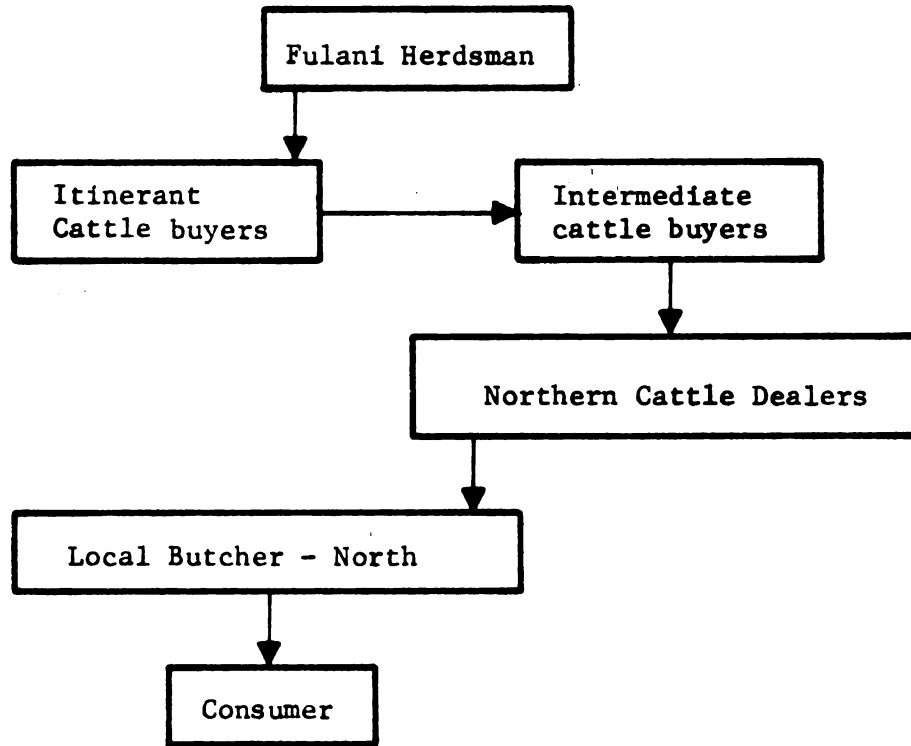 Fulani Herdsman
Itinerant
Cattle buyers
Intermediate
cattle buyers
Northern Cattle Dealers
Local Butcher - North
Consumer